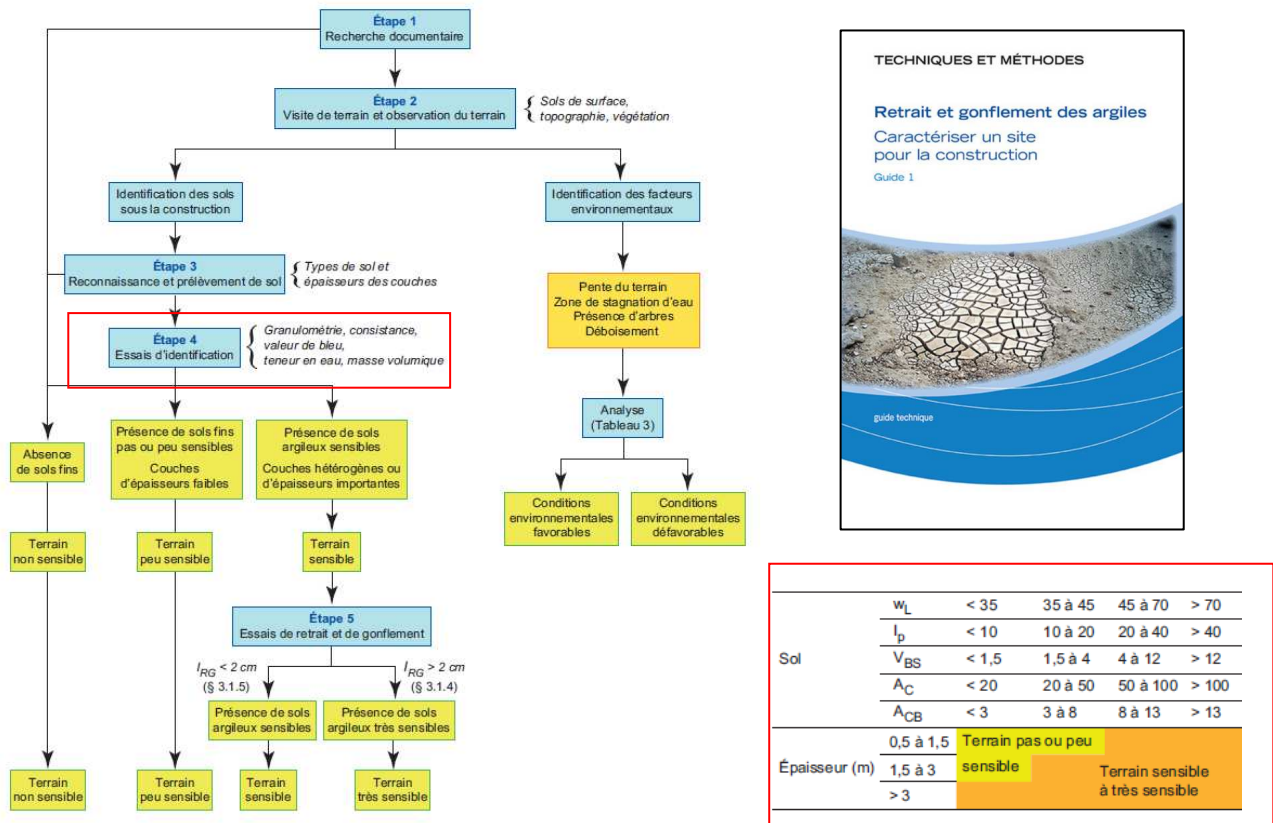 Étape 1
Recherche documentaire
Étape 2
Visite de terrain et observation du terrain
Sols de surface,
topographie, végétation
Identification des sols
sous la construction
Identification des facteurs
environnementaux
Étape 3
Reconnaissance et prélèvement de sol
Types de sol et
épaisseurs des couches
Pente du terrain
Zone de stagnation d'eau
Présence d'arbres
Déboisement
Étape 4
Essais d'identification
Granulométrie, consistance,
valeur de bleu,
teneur en eau, masse volumique
Analyse
(Tableau 3)
Absence
de sols fins
Présence de sols fins
pas ou peu sensibles
Couches
d'épaisseurs faibles
Présence de sols
argileux sensibles
Couches hétérogènes ou
d'épaisseurs importantes
Conditions
environnementales
favorables
Conditions
environnementales
défavorables
Terrain
non sensible
Terrain
peu sensible
Terrain
sensible
Étape 5
Essais de retrait et de gonflement
I_RG < 2 cm
(§ 3.1.5)
I_RG > 2 cm
(§ 3.1.4)
Présence de sols
argileux sensibles
Présence de sols
argileux très sensibles
Terrain
non sensible
Terrain
peu sensible
Terrain
sensible
Terrain
très sensible
TECHNIQUES ET MÉTHODES
Retrait et gonflement des argiles
Caractériser un site
pour la construction
Guide 1
guide technique
Sol
w_L < 35 35 à 45 45 à 70 > 70
I_p < 10 10 à 20 20 à 40 > 40
V_BS < 1,5 1,5 à 4 4 à 12 > 12
A_C < 20 20 à 50 50 à 100 > 100
A_CB < 3 3 à 8 8 à 13 > 13
Épaisseur (m)
0,5 à 1,5
1,5 à 3
> 3
Terrain pas ou peu
sensible
Terrain sensible
à très sensible